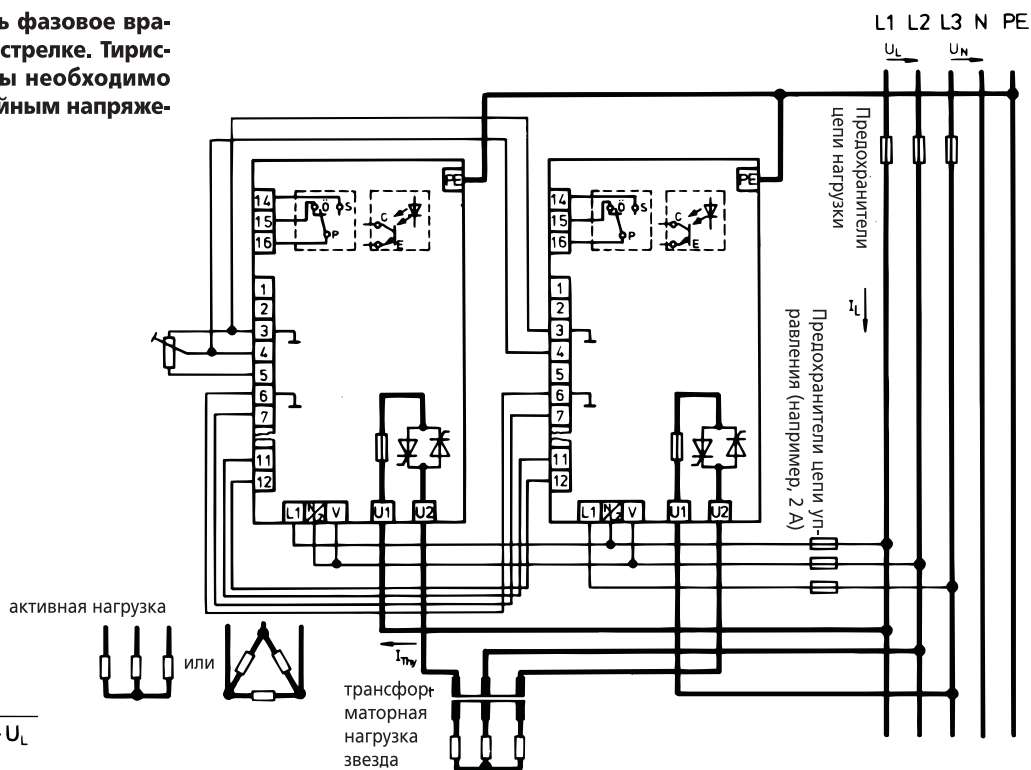 ь фазовое вра-
стрелке. Тирис-
ы необходимо
йным напряже-
L1 L2 L3 N PE
U_L U_N
Предохранители
цепи нагрузки
I_L
Предохранители цепи уп-
равления (например, 2 A)
PE
14
15
16
Ö S
P
C
E
1
2
3
4
5
6
7
11
12
L1 N/2 V U1 U2
PE
14
15
16
Ö S
P
C
E
1
2
3
4
5
6
7
11
12
L1 V U1 U2
I_Thy
активная нагрузка
или
трансфор-
маторная
нагрузка
звезда
U_L